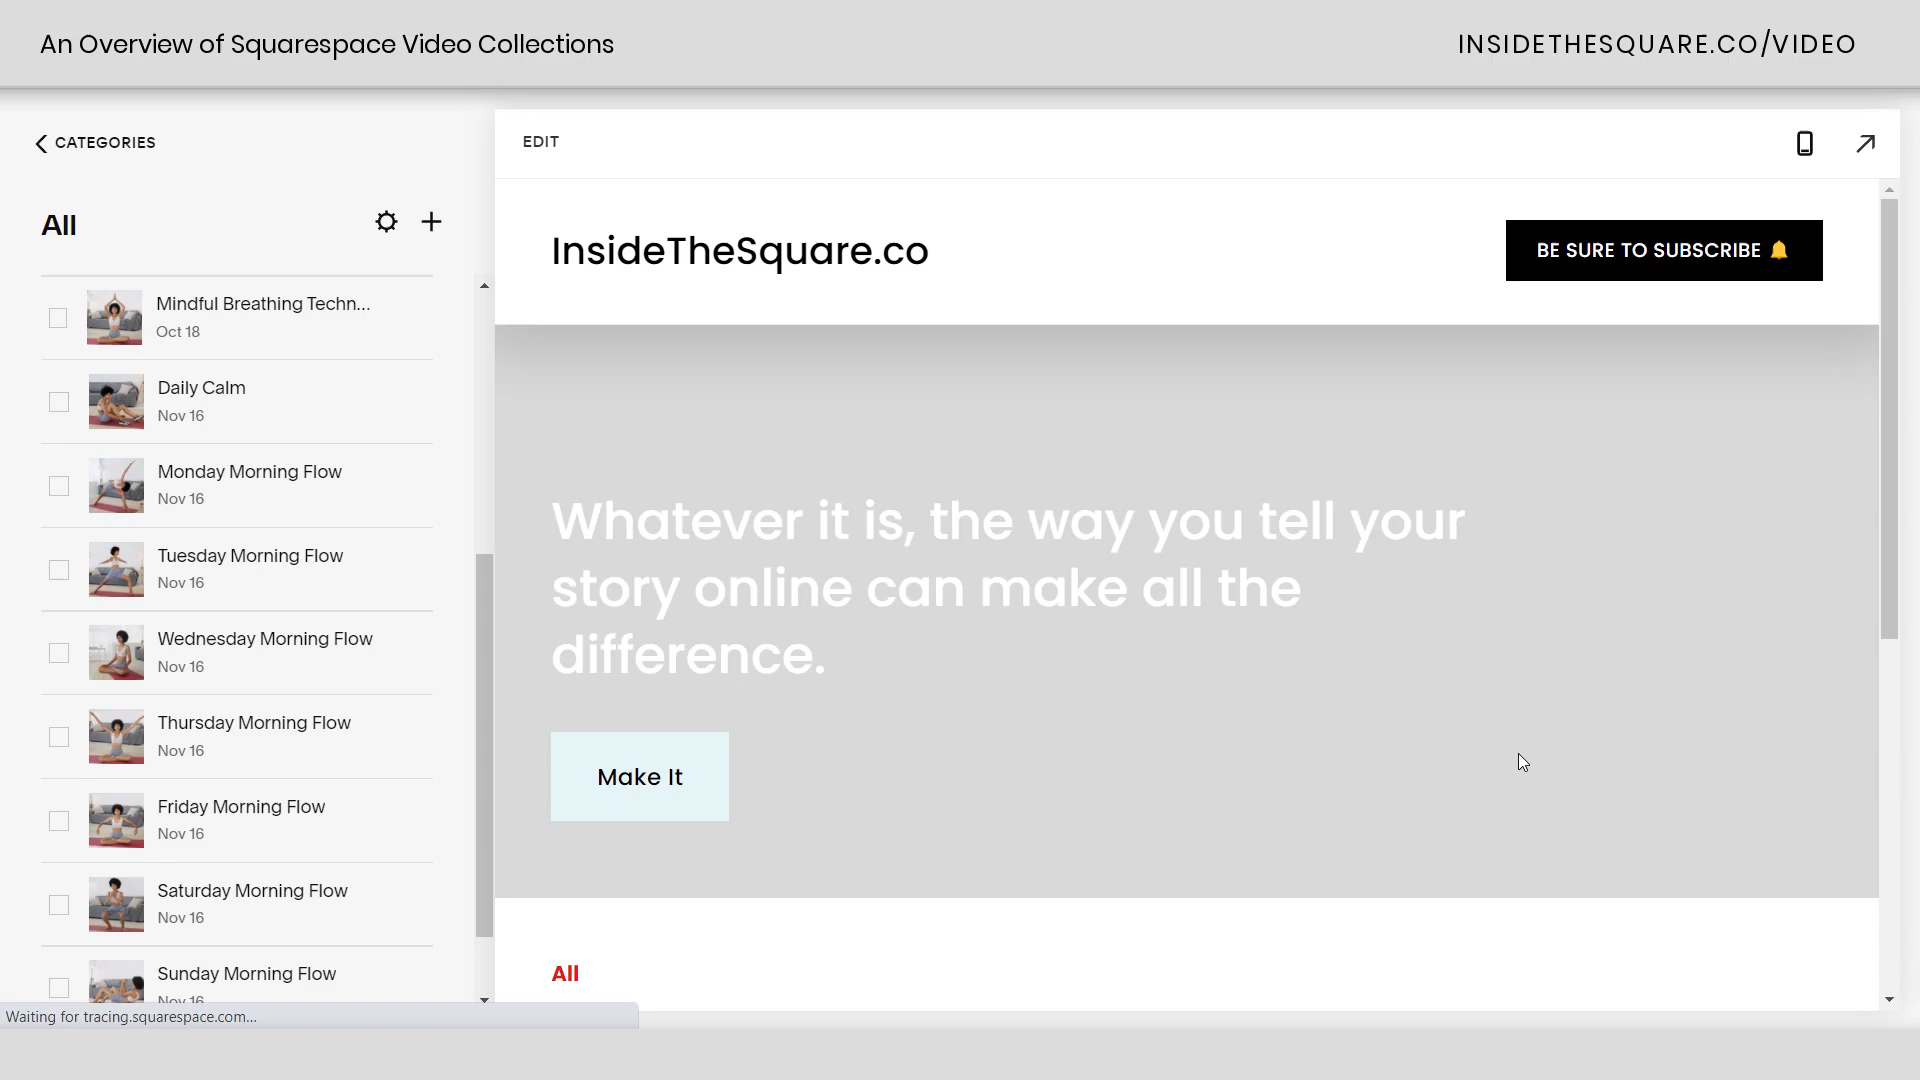 An Overview of Squarespace Video Collections
INSIDETHESQUARE.CO/VIDEO
CATEGORIES
All
Mindful Breathing Techn...
Oct 18
Daily Calm
Nov 16
Monday Morning Flow
Nov 16
Tuesday Morning Flow
Nov 16
Wednesday Morning Flow
Nov 16
Thursday Morning Flow
Nov 16
Friday Morning Flow
Nov 16
Saturday Morning Flow
Nov 16
Sunday Morning Flow
Nov 16
Waiting for tracing.squarespace.com...
EDIT
InsideTheSquare.co
BE SURE TO SUBSCRIBE 🔔
Whatever it is, the way you tell your
story online can make all the
difference.
Make It
All